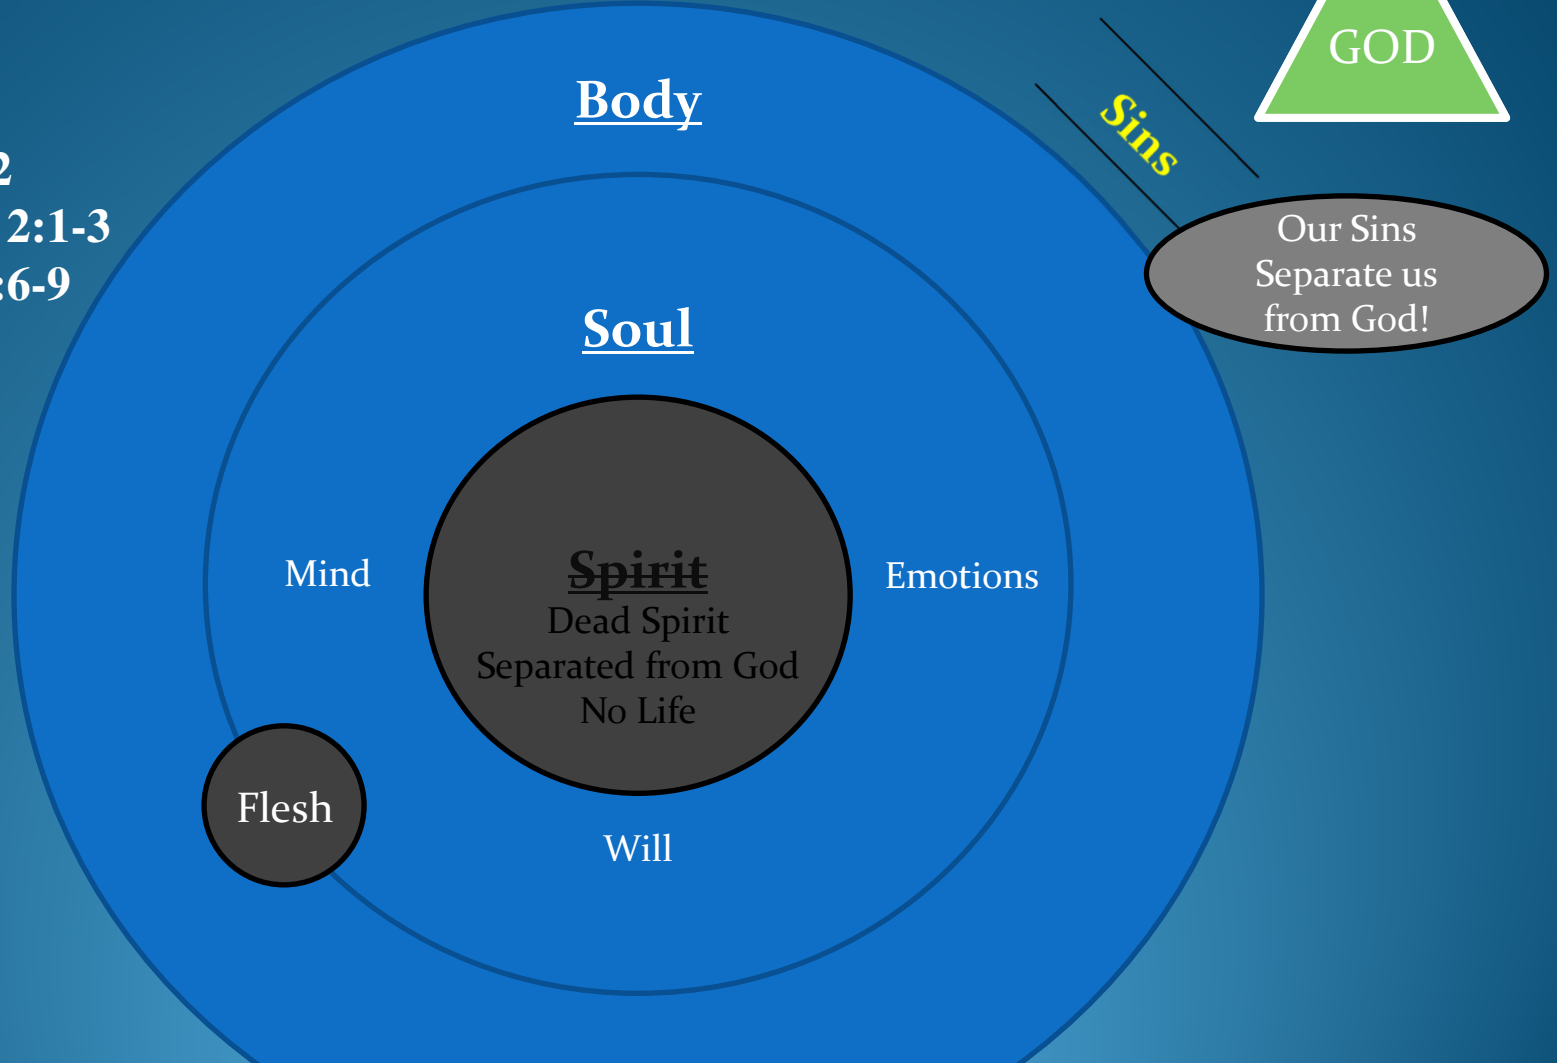 GOD
Body
Sins
2
2:1-3
:6-9
Our Sins
Separate us
from God!
Soul
Spirit
Dead Spirit
Separated from God
No Life
Mind
Emotions
Flesh
Will